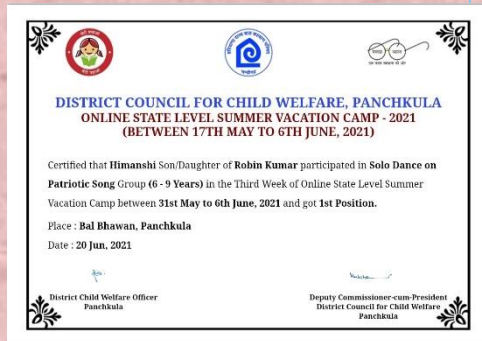 DISTRICT COUNCIL FOR CHILD WELFARE, PANCHKULA
ONLINE STATE LEVEL SUMMER VACATION CAMP - 2021
(BETWEEN 17TH MAY TO 6TH JUNE, 2021)
Certified that Himanshi Son/Daughter of Robin Kumar participated in Solo Dance on
Patriotic Song Group (6 - 9 Years) in the Third Week of Online State Level Summer
Vacation Camp between 31st May to 6th June, 2021 and got 1st Position.
Place : Bal Bhawan, Panchkula
Date : 20 Jun, 2021
District Child Welfare Officer
Panchkula
Deputy Commissioner-cum-President
District Council for Child Welfare
Panchkula